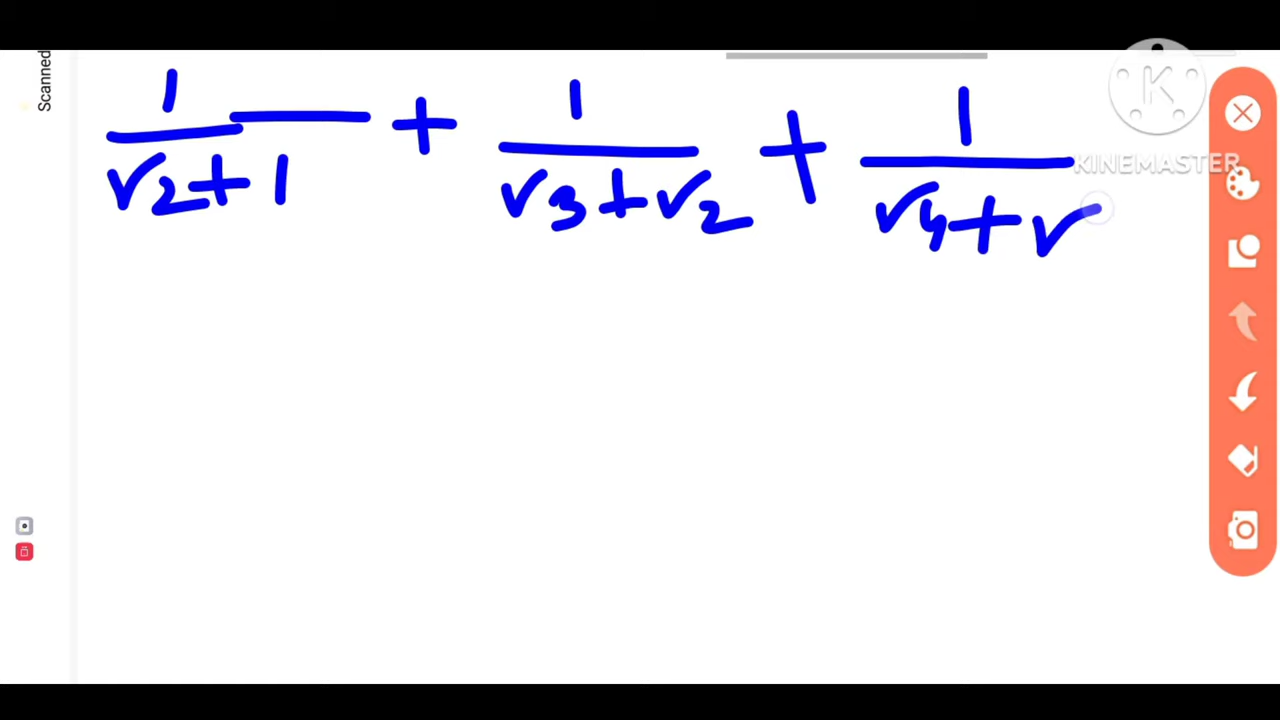 Scanned
KINEMASTER
1/(√2+1) + 1/(√3+√2) + 1/(√4+√